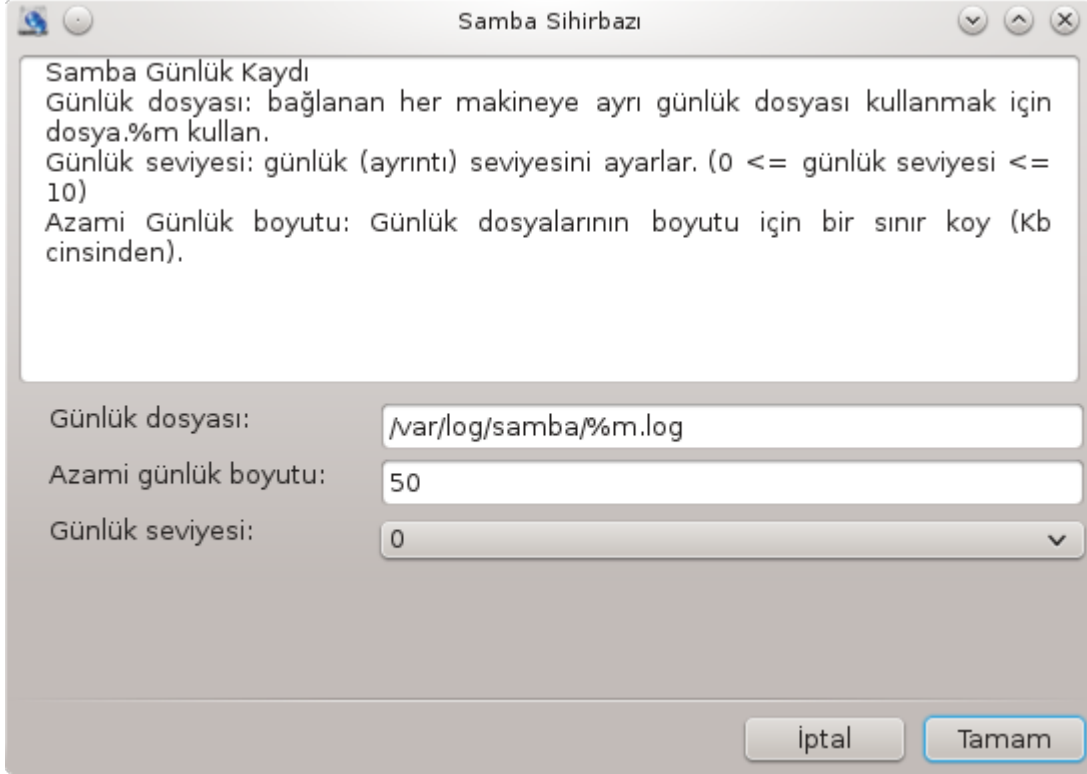 Samba Sihirbazı
Samba Günlük Kaydı
Günlük dosyası: bağlanan her makineye ayrı günlük dosyası kullanmak için
dosya.%m kullan.
Günlük seviyesi: günlük (ayrıntı) seviyesini ayarlar. (0 <= günlük seviyesi <=
10)
Azami Günlük boyutu: Günlük dosyalarının boyutu için bir sınır koy (Kb
cinsinden).
Günlük dosyası:
/var/log/samba/%m.log
Azami günlük boyutu:
50
Günlük seviyesi:
0
İptal
Tamam